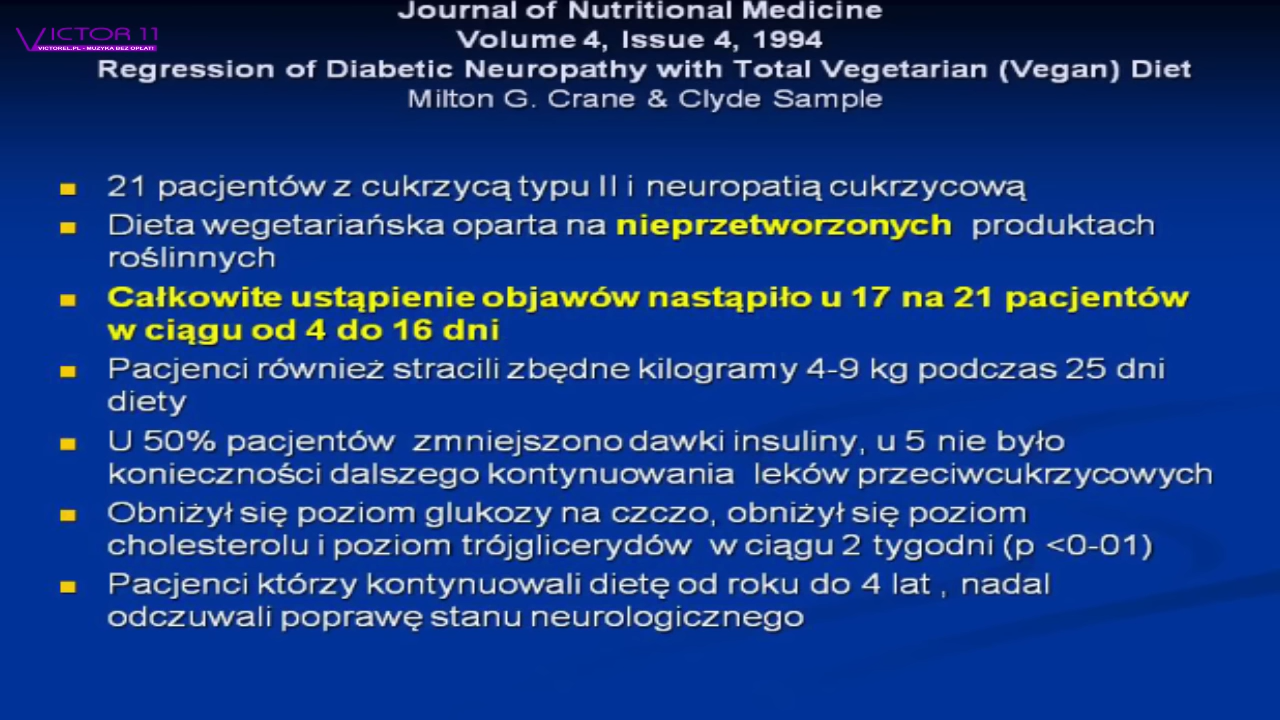 Journal of Nutritional Medicine
VICTOR 11
VICTOREL.PL - MUZYKA BEZ OPŁAT!
Volume 4, Issue 4, 1994
Regression of Diabetic Neuropathy with Total Vegetarian (Vegan) Diet
Milton G. Crane & Clyde Sample
21 pacjentów z cukrzycą typu II i neuropatią cukrzycową
Dieta wegetariańska oparta na nieprzetworzonych produktach
roślinnych
Całkowite ustąpienie objawów nastąpiło u 17 na 21 pacjentów
w ciągu od 4 do 16 dni
Pacjenci również stracili zbędne kilogramy 4-9 kg podczas 25 dni
diety
U 50% pacjentów zmniejszono dawki insuliny, u 5 nie było
konieczności dalszego kontynuowania leków przeciwcukrzycowych
Obniżył się poziom glukozy na czczo, obniżył się poziom
cholesterolu i poziom trójglicerydów w ciągu 2 tygodni (p <0-01)
Pacjenci którzy kontynuowali dietę od roku do 4 lat , nadal
odczuwali poprawę stanu neurologicznego